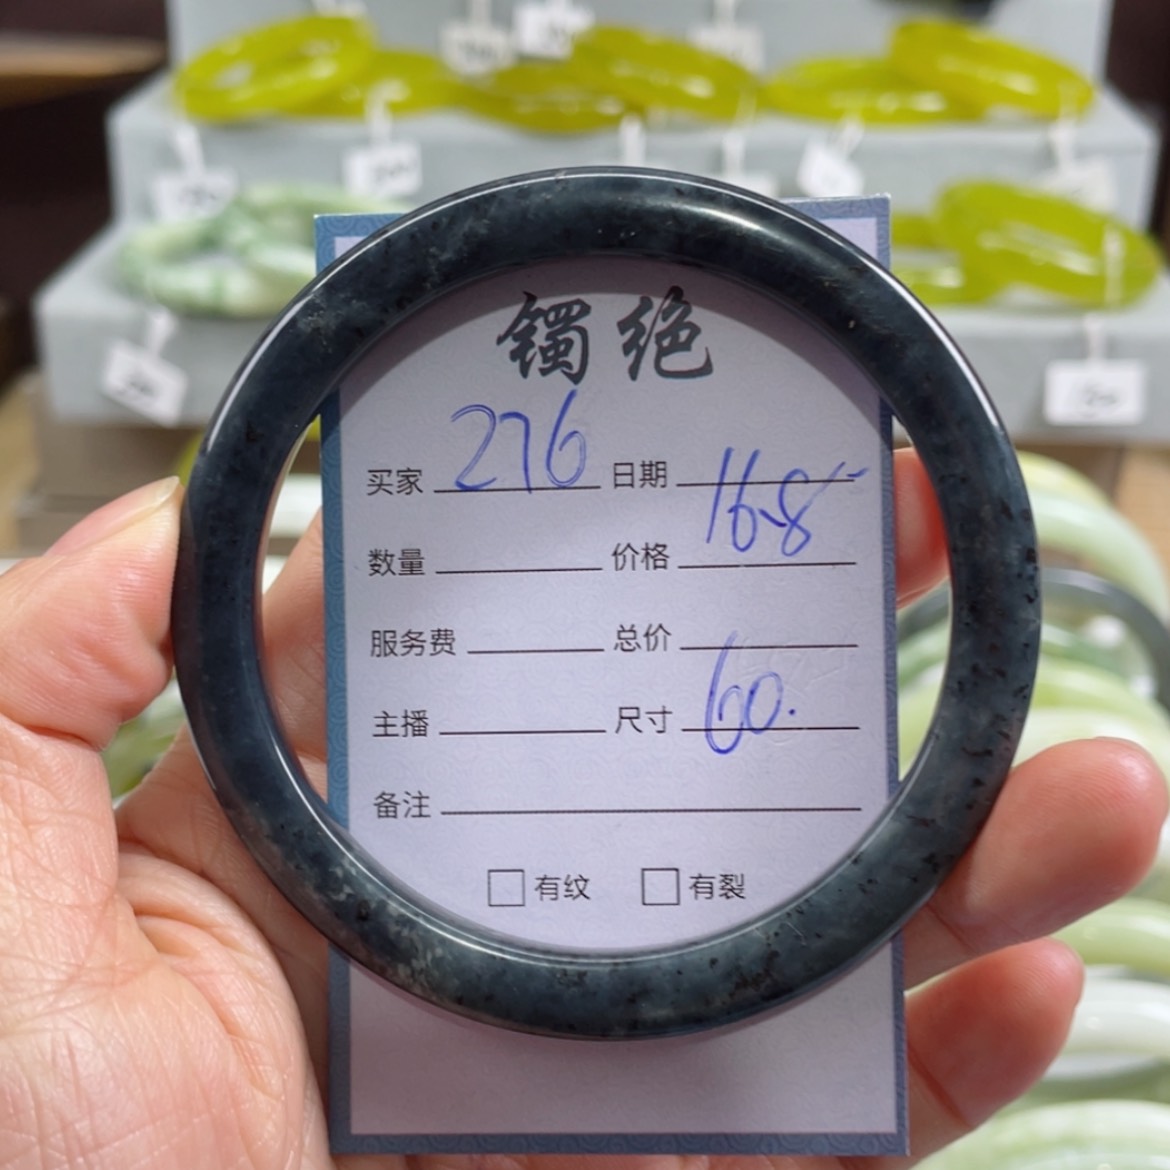 镯绝
买家 276 日期
数量 价格 16.8
服务费 总价
主播 尺寸 60.
备注
有纹 有裂